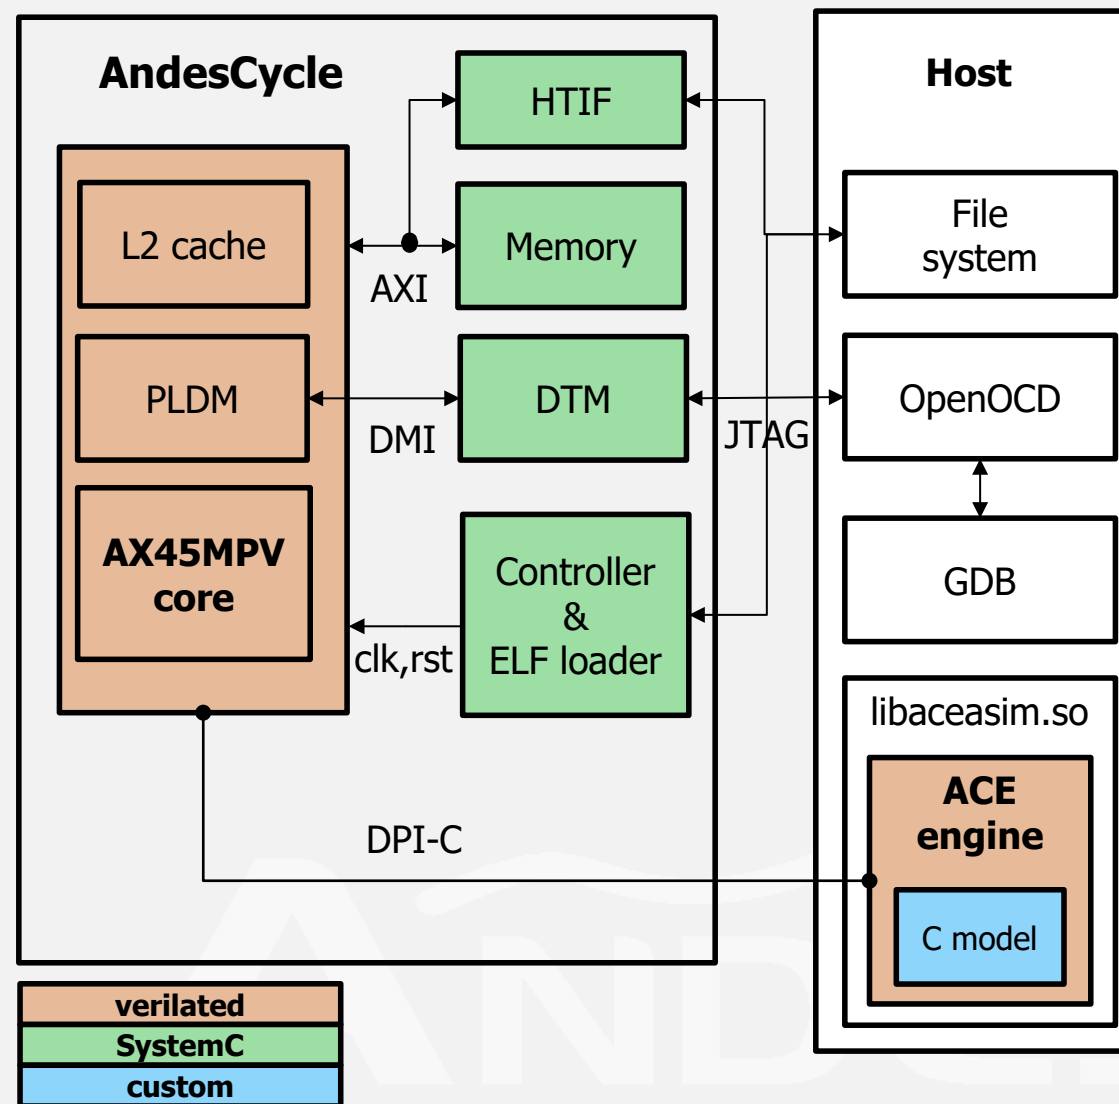 AndesCycle
HTIF
Host
L2 cache
Memory
File
system
AXI
PLDM
DTM
OpenOCD
DMI
JTAG
AX45MPV
core
Controller
&
ELF loader
GDB
clk,rst
libaceasim.so
ACE
engine
DPI-C
C model
verilated
SystemC
custom